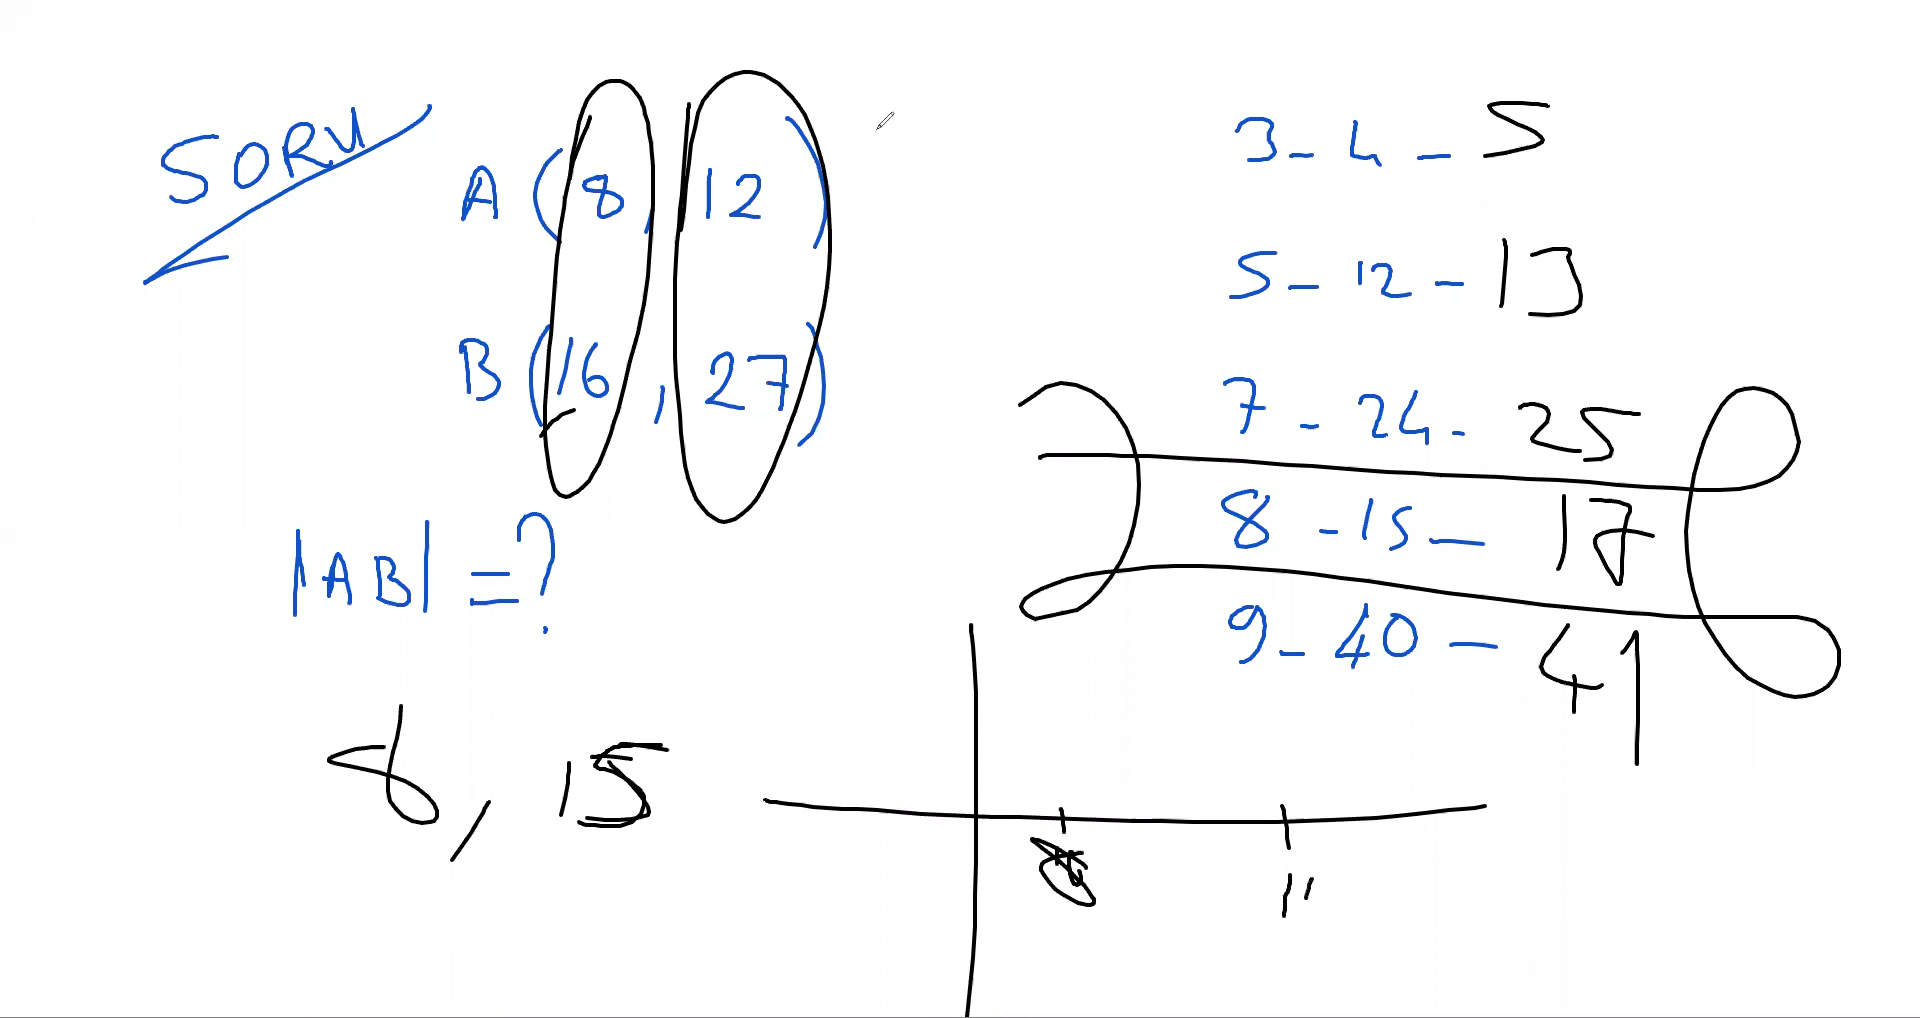 SORU
A (8, 12)
B (16, 27)
|AB| = ?
8, 15
3 - 4 - 5
5 - 12 - 13
7 - 24 - 25
8 - 15 - 17
9 - 40 - 41